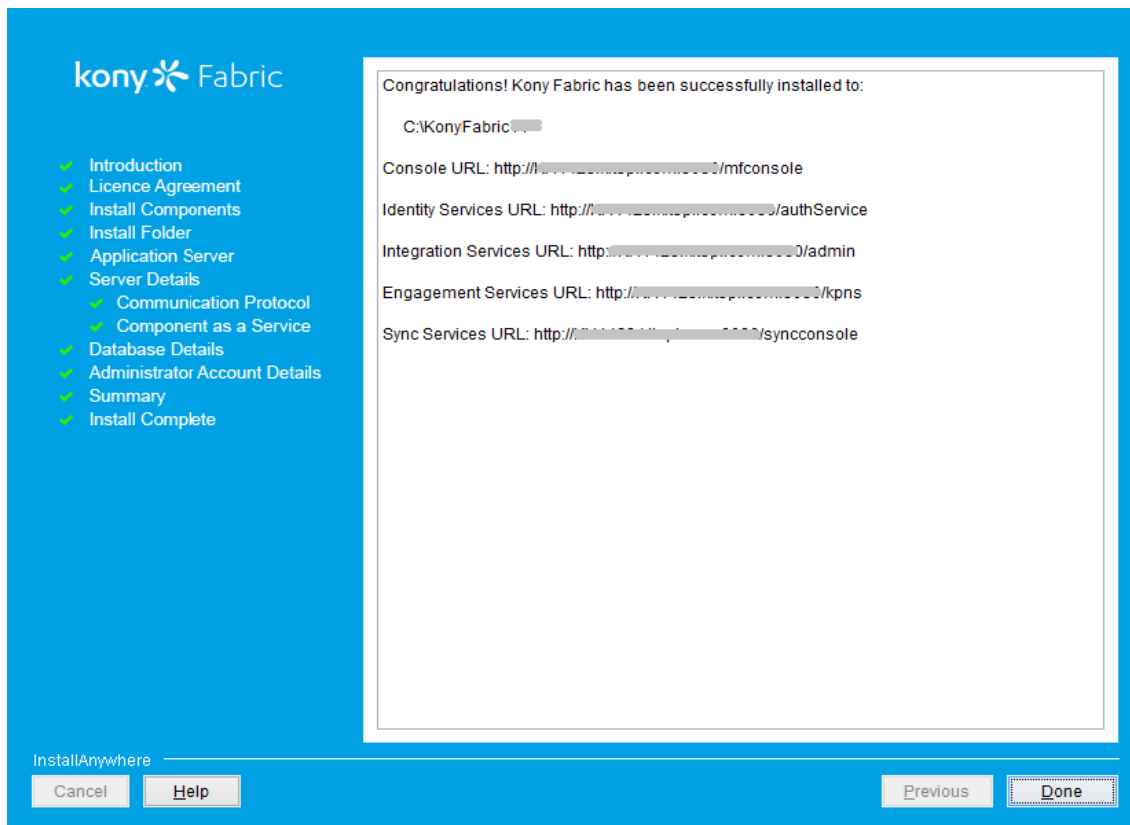 kony Fabric
Introduction
Licence Agreement
Install Components
Install Folder
Application Server
Server Details
Communication Protocol
Component as a Service
Database Details
Administrator Account Details
Summary
Install Complete
Congratulations! Kony Fabric has been successfully installed to:
C:\KonyFabric
Console URL: http:// /mfconsole
Identity Services URL: http:// /authService
Integration Services URL: http: 0/admin
Engagement Services URL: http:// /kpns
Sync Services URL: http:// /syncconsole
InstallAnywhere
Cancel
Help
Previous
Done